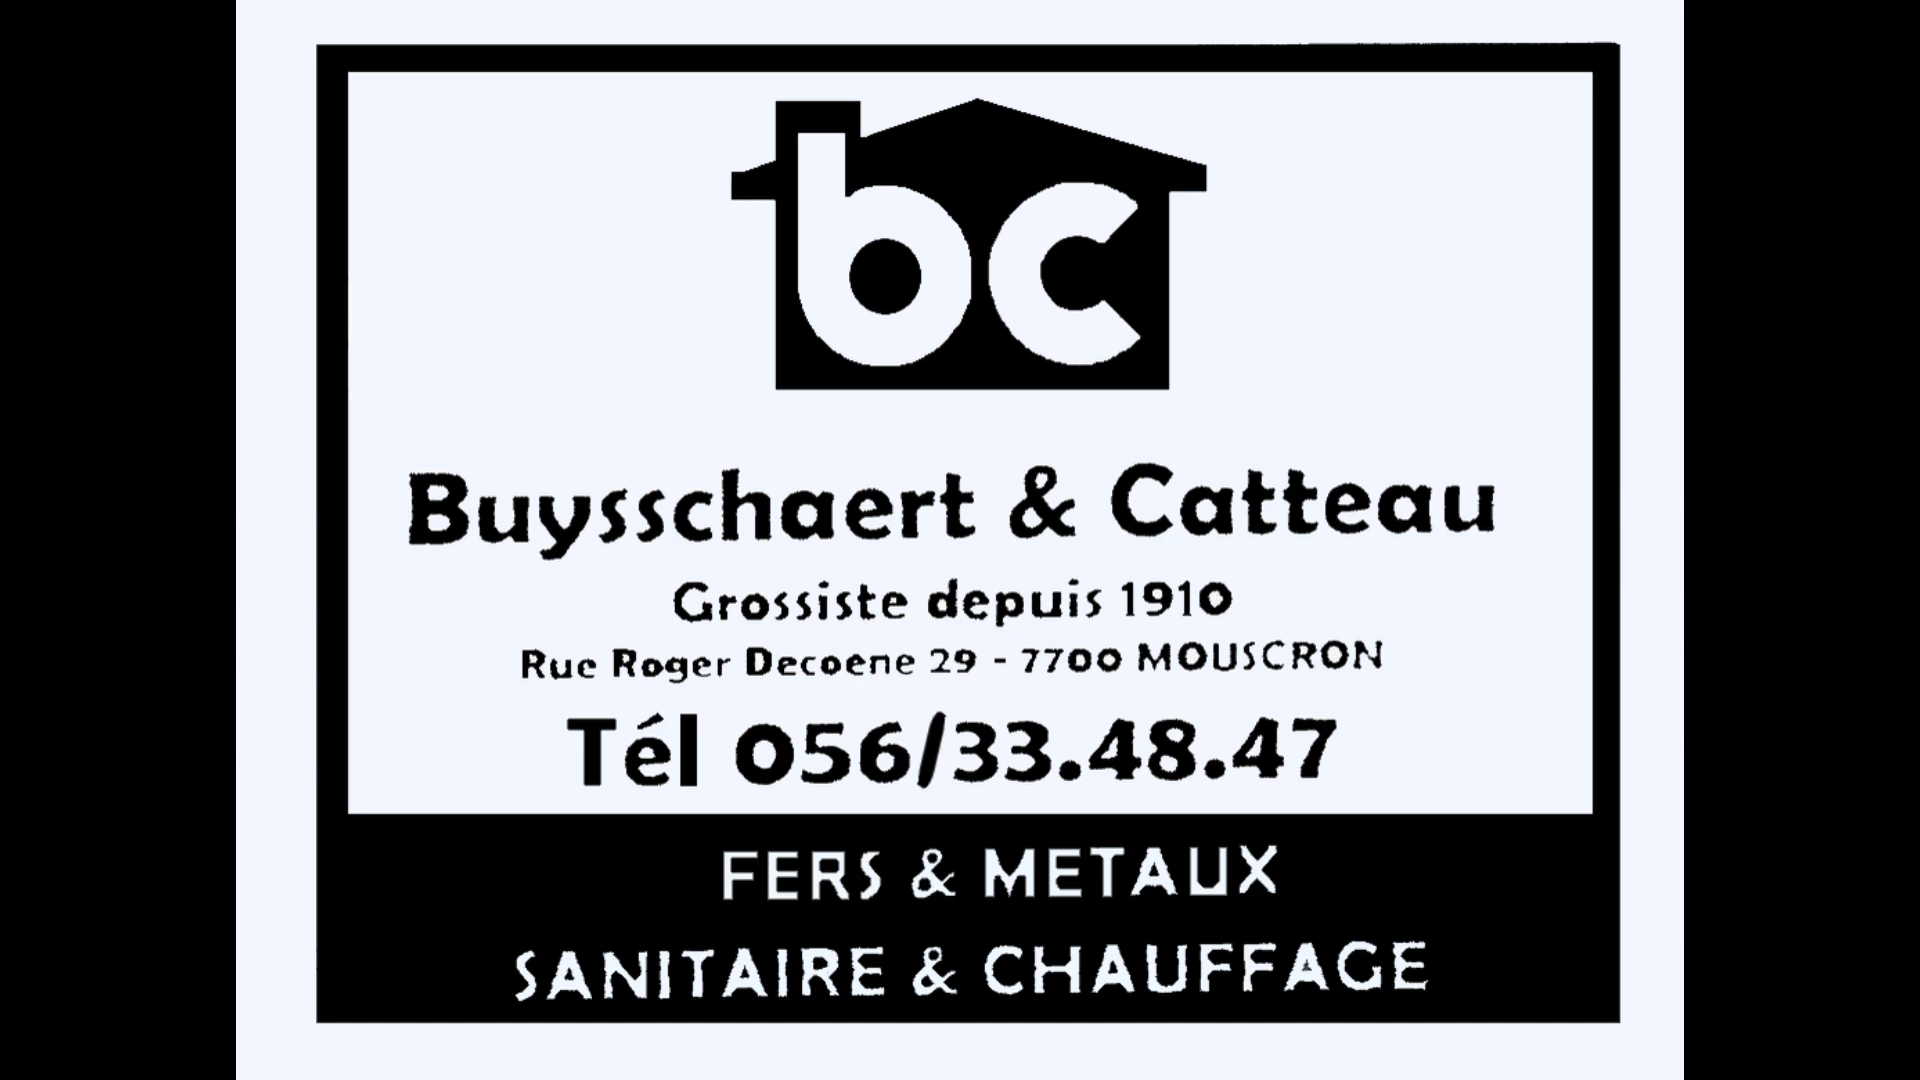 bc
Buysschaert & Catteau
Grossiste depuis 1910
Rue Roger Decoene 29 - 7700 MOUSCRON
Tél 056/33.48.47
FERS & METAUX
SANITAIRE & CHAUFFAGE